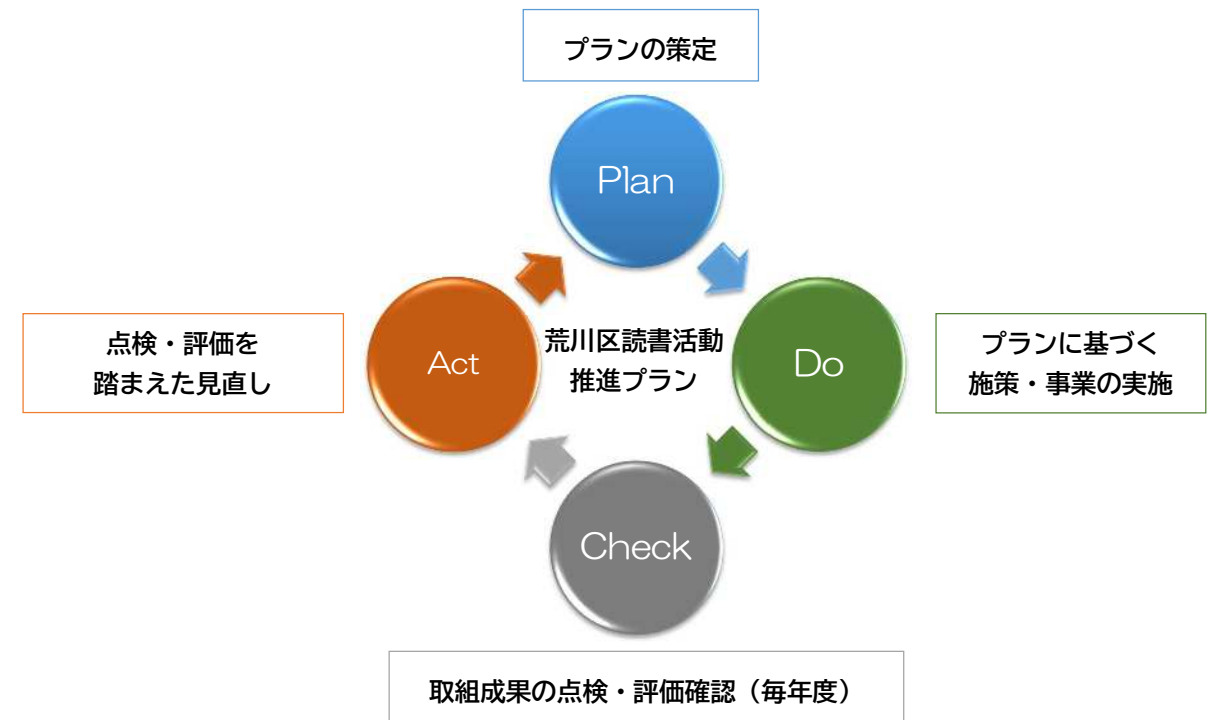 プランの策定
Plan
点検・評価を
踏まえた見直し
Act
荒川区読書活動
推進プラン
Do
プランに基づく
施策・事業の実施
Check
取組成果の点検・評価確認（毎年度）